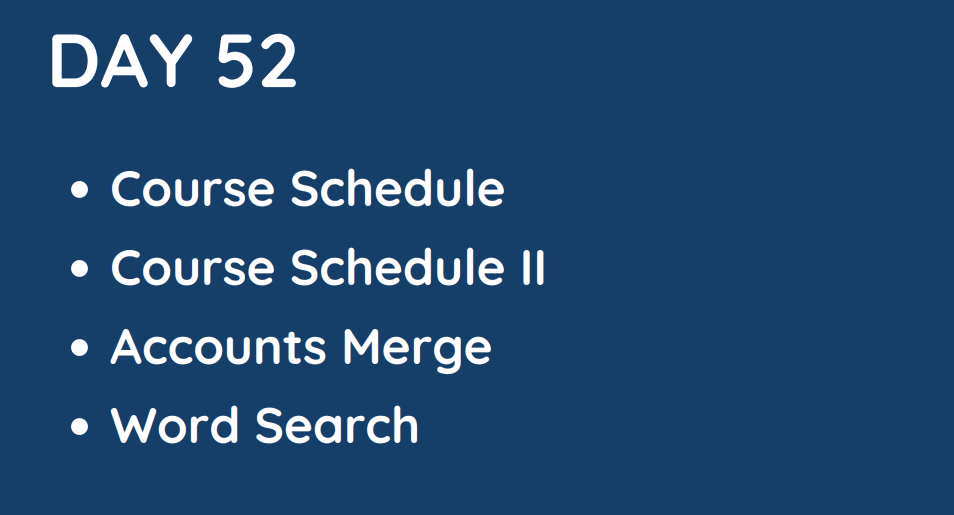 DAY 52
• Course Schedule
• Course Schedule II
• Accounts Merge
• Word Search